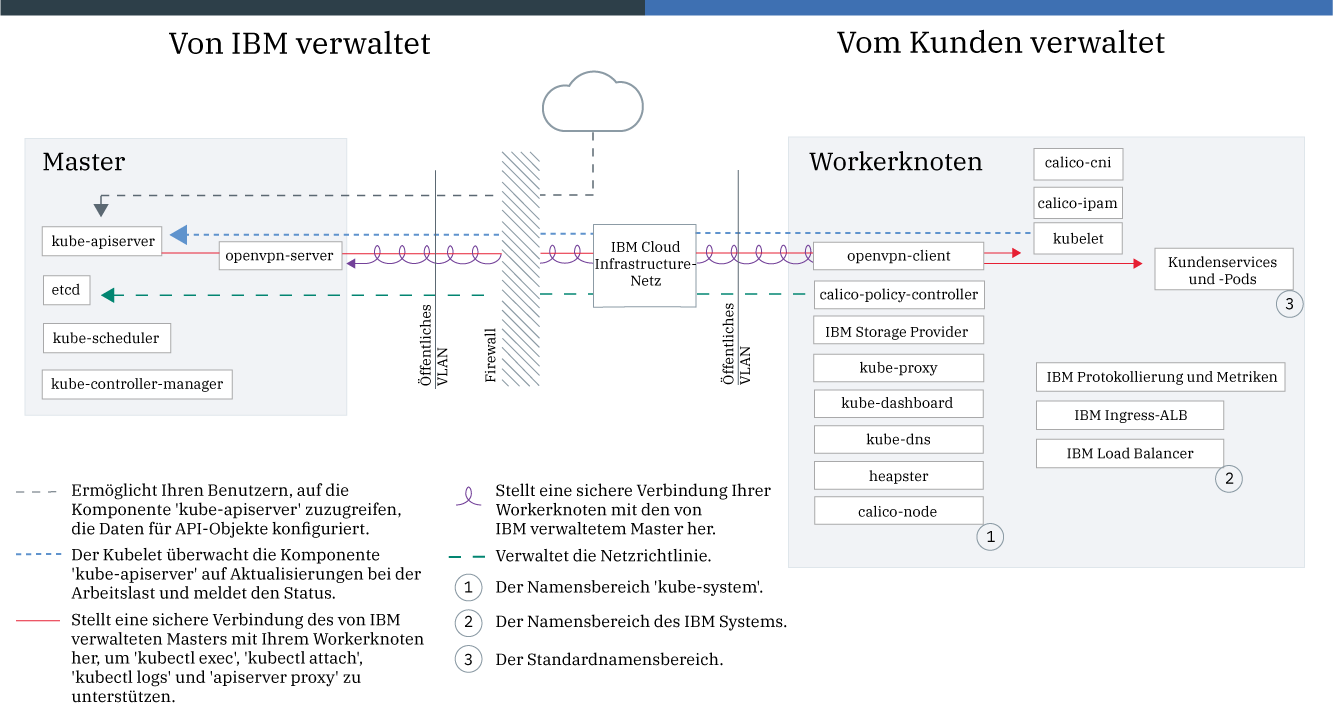 Von IBM verwaltet
Vom Kunden verwaltet
Master
kube-apiserver
openvpn-server
etcd
kube-scheduler
kube-controller-manager
Öffentliches
VLAN
Firewall
IBM Cloud
Infrastructure-
Netz
Öffentliches
VLAN
Workerknoten
calico-cni
calico-ipam
kubelet
openvpn-client
Kundenservices
und -Pods
3
calico-policy-controller
IBM Storage Provider
kube-proxy
kube-dashboard
kube-dns
heapster
calico-node
1
IBM Protokollierung und Metriken
IBM Ingress-ALB
IBM Load Balancer
2
Ermöglicht Ihren Benutzern, auf die
Komponente 'kube-apiserver' zuzugreifen,
die Daten für API-Objekte konfiguriert.
Der Kubelet überwacht die Komponente
'kube-apiserver' auf Aktualisierungen bei der
Arbeitslast und meldet den Status.
Stellt eine sichere Verbindung des von IBM
verwalteten Masters mit Ihrem Workerknoten
her, um 'kubectl exec', 'kubectl attach',
'kubectl logs' und 'apiserver proxy' zu
unterstützen.
Stellt eine sichere Verbindung Ihrer
Workerknoten mit den von
IBM verwaltetem Master her.
Verwaltet die Netzrichtlinie.
1 Der Namensbereich 'kube-system'.
2 Der Namensbereich des IBM Systems.
3 Der Standardnamensbereich.